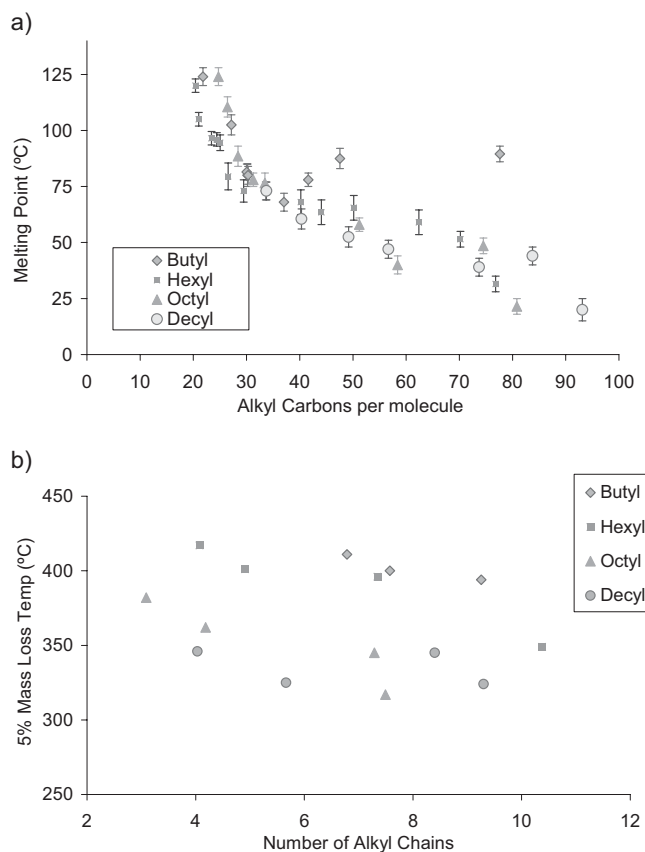 a)
125
100
75
50
25
0
Melting Point (ºC)
Butyl
Hexyl
Octyl
Decyl
0 10 20 30 40 50 60 70 80 90 100
Alkyl Carbons per molecule
b)
450
400
350
300
250
5% Mass Loss Temp (ºC)
Butyl
Hexyl
Octyl
Decyl
2 4 6 8 10 12
Number of Alkyl Chains